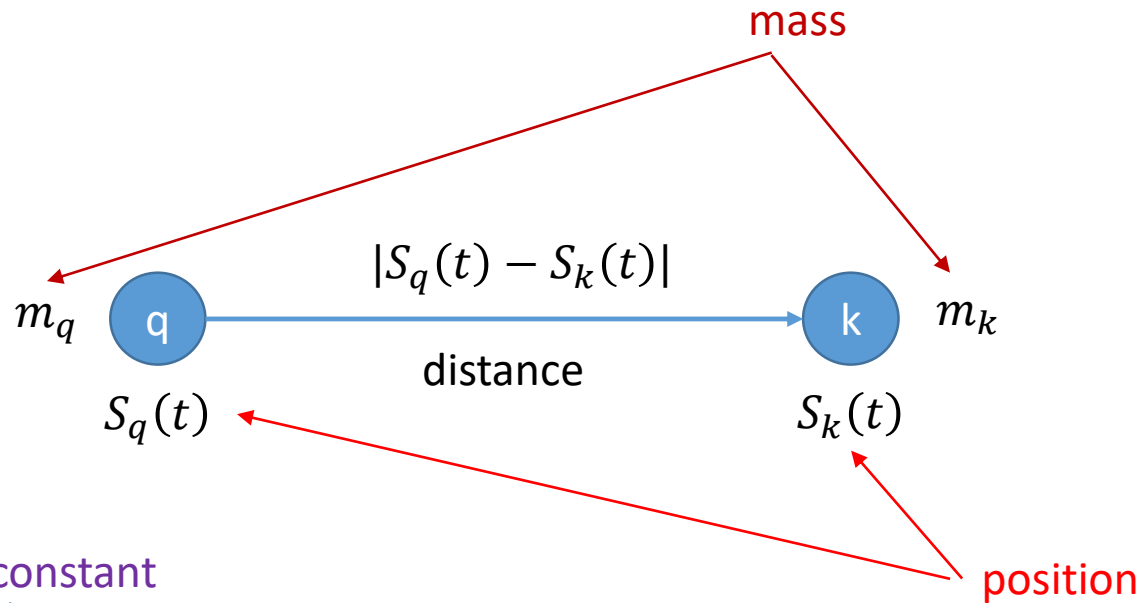 mass
|S_q(t) − S_k(t)|
m_q q k m_k
distance
S_q(t) S_k(t)
constant
position